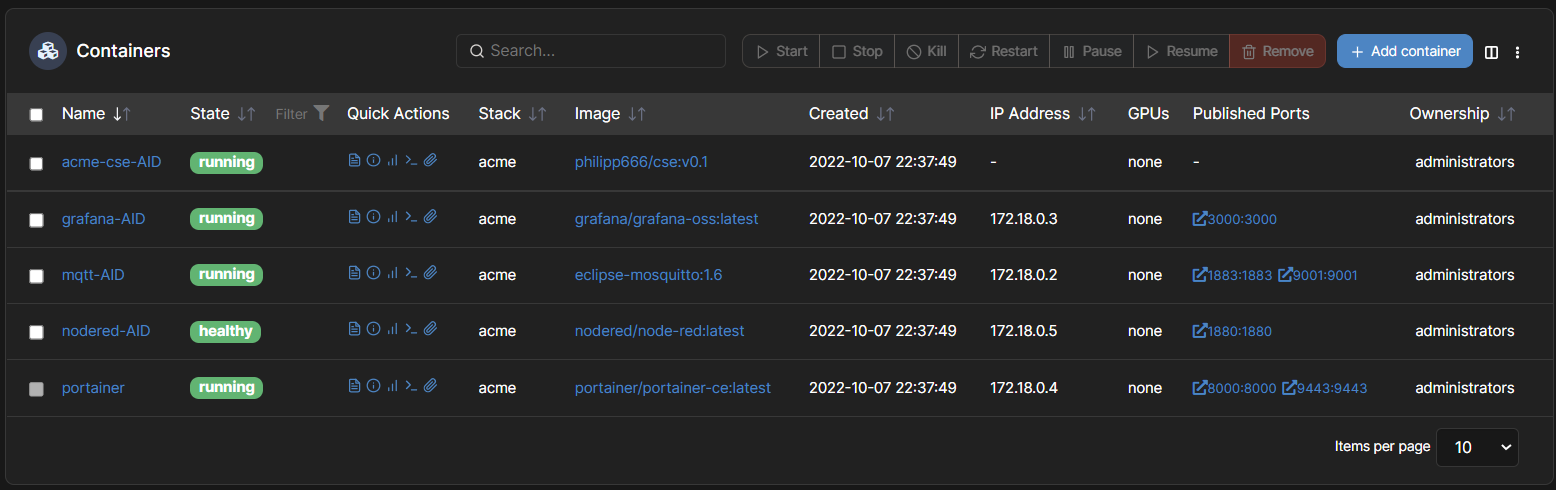 Containers Search... Start Stop Kill Restart Pause Resume Remove + Add container
Name State Filter Quick Actions Stack Image Created IP Address GPUs Published Ports Ownership
acme-cse-AID running acme philipp666/cse:v0.1 2022-10-07 22:37:49 - none - administrators
grafana-AID running acme grafana/grafana-oss:latest 2022-10-07 22:37:49 172.18.0.3 none 3000:3000 administrators
mqtt-AID running acme eclipse-mosquitto:1.6 2022-10-07 22:37:49 172.18.0.2 none 1883:1883 9001:9001 administrators
nodered-AID healthy acme nodered/node-red:latest 2022-10-07 22:37:49 172.18.0.5 none 1880:1880 administrators
portainer running acme portainer/portainer-ce:latest 2022-10-07 22:37:49 172.18.0.4 none 8000:8000 9443:9443 administrators
Items per page 10